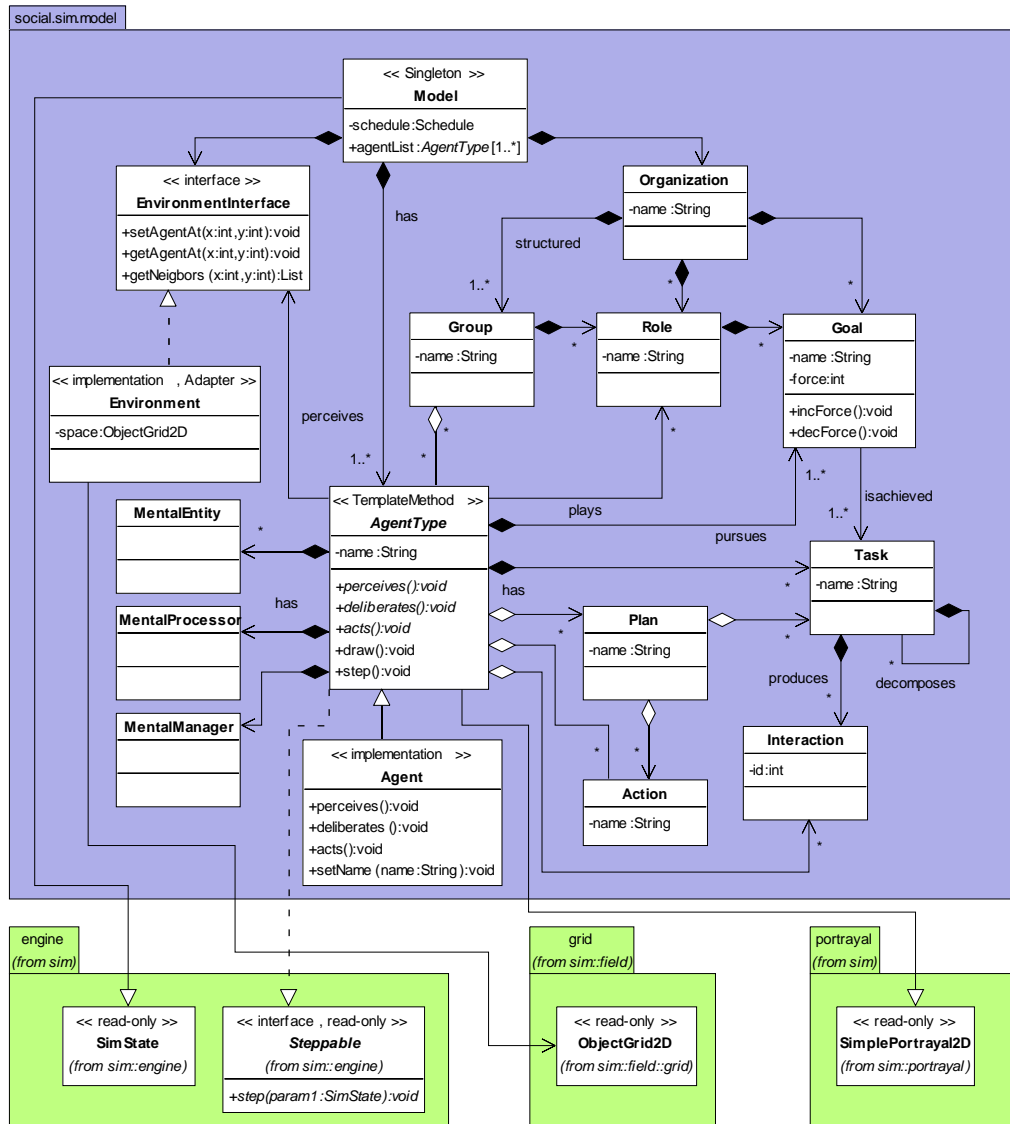 social.sim.model
<< Singleton >>
Model
-schedule:Schedule
+agentList:AgentType[1..*]
<< interface >>
EnvironmentInterface
+setAgentAt(x:int,y:int):void
+getAgentAt(x:int,y:int):void
+getNeigbors (x:int,y:int):List
has
Organization
-name :String
structured
1..*
*
*
Group
-name :String
*
Role
-name :String
*
Goal
-name :String
-force:int
+incForce():void
+decForce():void
<< implementation , Adapter >>
Environment
-space:ObjectGrid2D
perceives
1..*
*
*
*
1..*
isachieved
1..*
<< TemplateMethod >>
AgentType
-name :String
+perceives():void
+deliberates():void
+acts():void
+draw():void
+step():void
plays
pursues
MentalEntity
*
has
MentalProcessor
MentalManager
has
*
Task
-name :String
*
decomposes
*
Plan
-name :String
*
produces
*
*
*
Interaction
-id:int
*
Action
-name :String
<< implementation >>
Agent
+perceives():void
+deliberates ():void
+acts():void
+setName (name:String):void
engine
(from sim)
<< read-only >>
SimState
(from sim::engine)
<< interface , read-only >>
Steppable
(from sim::engine)
+step(param1:SimState):void
grid
(from sim::field)
<< read-only >>
ObjectGrid2D
(from sim::field::grid)
portrayal
(from sim)
<< read-only >>
SimplePortrayal2D
(from sim::portrayal)